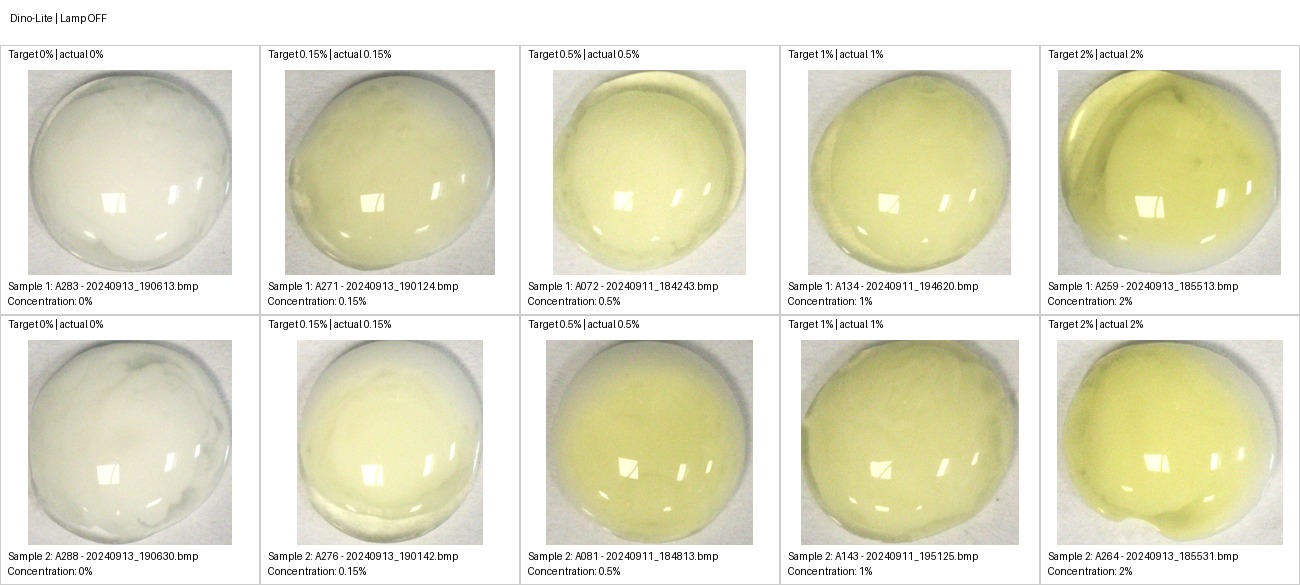 Dino-Lite | Lamp OFF
Target 0% | actual 0%
Target 0.15% | actual 0.15%
Target 0.5% | actual 0.5%
Target 1% | actual 1%
Target 2% | actual 2%
Sample 1: A283 - 20240913_190613.bmp
Concentration: 0%
Sample 1: A271 - 20240913_190124.bmp
Concentration: 0.15%
Sample 1: A072 - 20240911_184243.bmp
Concentration: 0.5%
Sample 1: A134 - 20240911_194620.bmp
Concentration: 1%
Sample 1: A259 - 20240913_185513.bmp
Concentration: 2%
Target 0% | actual 0%
Target 0.15% | actual 0.15%
Target 0.5% | actual 0.5%
Target 1% | actual 1%
Target 2% | actual 2%
Sample 2: A288 - 20240913_190630.bmp
Concentration: 0%
Sample 2: A276 - 20240913_190142.bmp
Concentration: 0.15%
Sample 2: A081 - 20240911_184813.bmp
Concentration: 0.5%
Sample 2: A143 - 20240911_195125.bmp
Concentration: 1%
Sample 2: A264 - 20240913_185531.bmp
Concentration: 2%